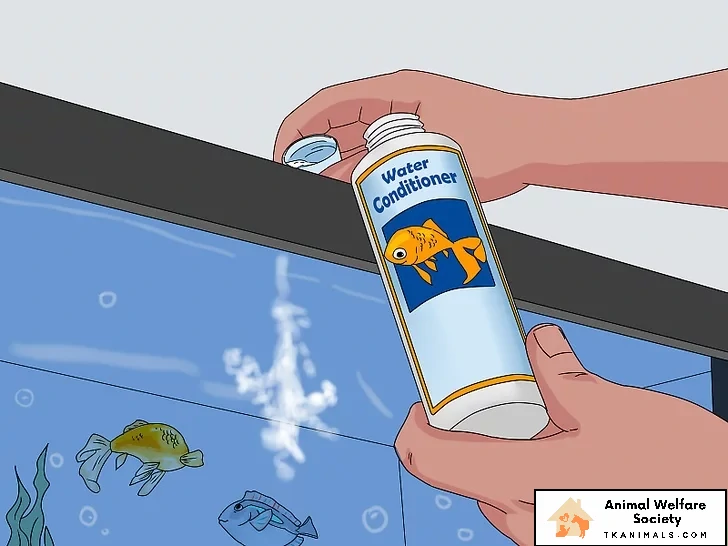 Water
Conditioner
Animal Welfare
Society
TKANIMALS.COM